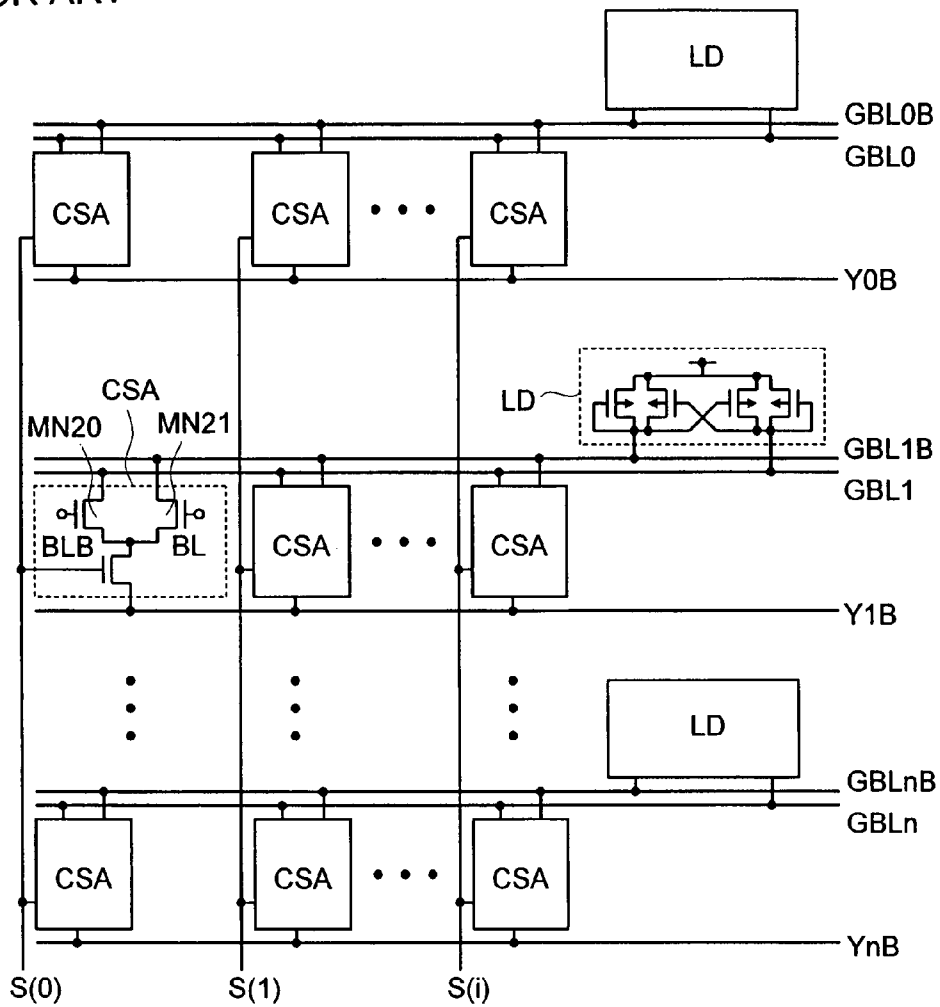 LD
GBL0B
GBL0
CSA CSA CSA
Y0B
CSA
LD
MN20 MN21
GBL1B
GBL1
BLB BL CSA CSA
Y1B
LD
GBLnB
GBLn
CSA CSA CSA
YnB
S(0) S(1) S(i)